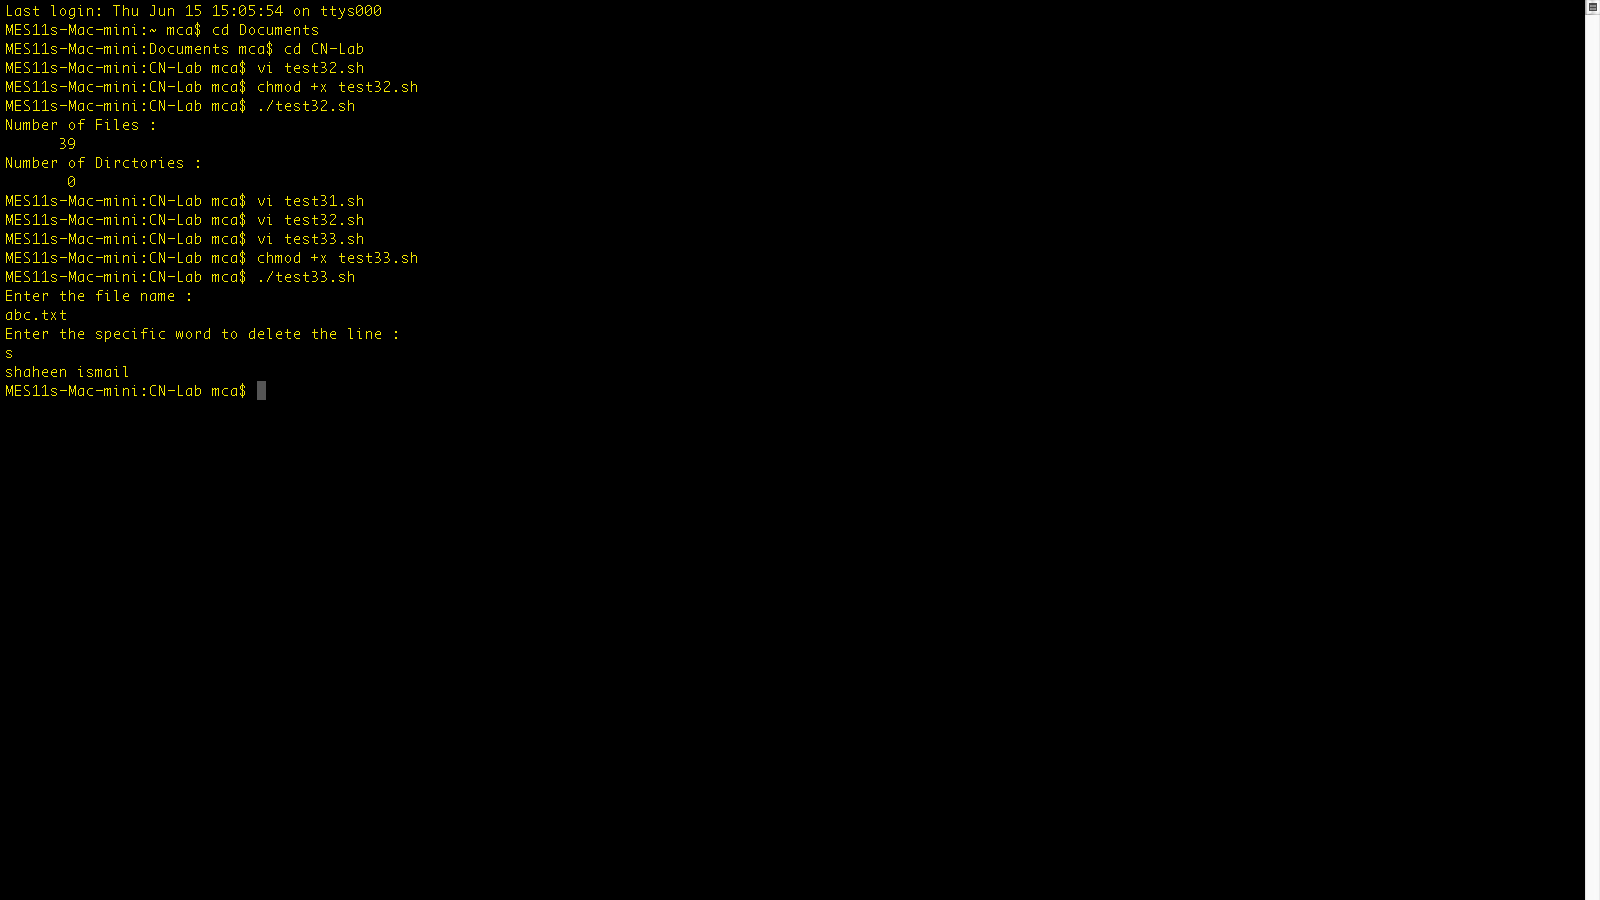 Last login: Thu Jun 15 15:05:54 on ttys000
MES11s-Mac-mini:~ mca$ cd Documents
MES11s-Mac-mini:Documents mca$ cd CN-Lab
MES11s-Mac-mini:CN-Lab mca$ vi test32.sh
MES11s-Mac-mini:CN-Lab mca$ chmod +x test32.sh
MES11s-Mac-mini:CN-Lab mca$ ./test32.sh
Number of Files :
39
Number of Dirctories :
0
MES11s-Mac-mini:CN-Lab mca$ vi test31.sh
MES11s-Mac-mini:CN-Lab mca$ vi test32.sh
MES11s-Mac-mini:CN-Lab mca$ vi test33.sh
MES11s-Mac-mini:CN-Lab mca$ chmod +x test33.sh
MES11s-Mac-mini:CN-Lab mca$ ./test33.sh
Enter the file name :
abc.txt
Enter the specific word to delete the line :
s
shaheen ismail
MES11s-Mac-mini:CN-Lab mca$